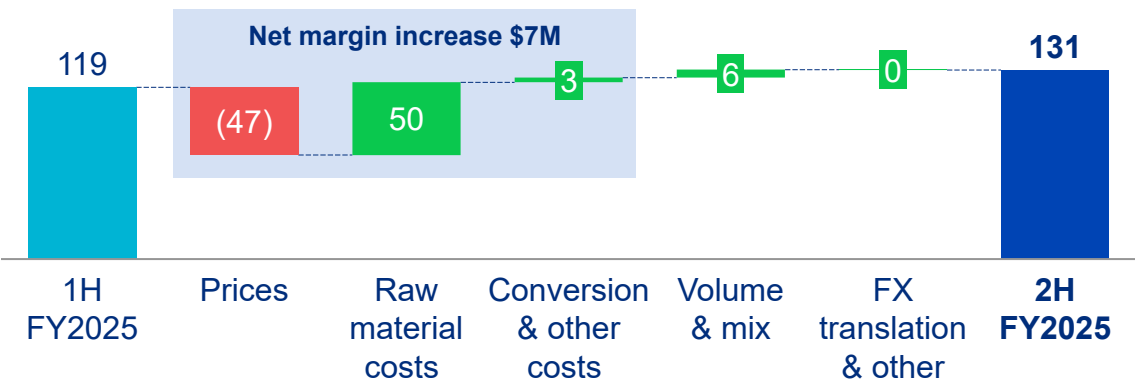 Net margin increase $7M
119
(47)
50
3
6
0
131
1H
FY2025
Prices
Raw
material
costs
Conversion
& other
costs
Volume
& mix
FX
translation
& other
2H
FY2025